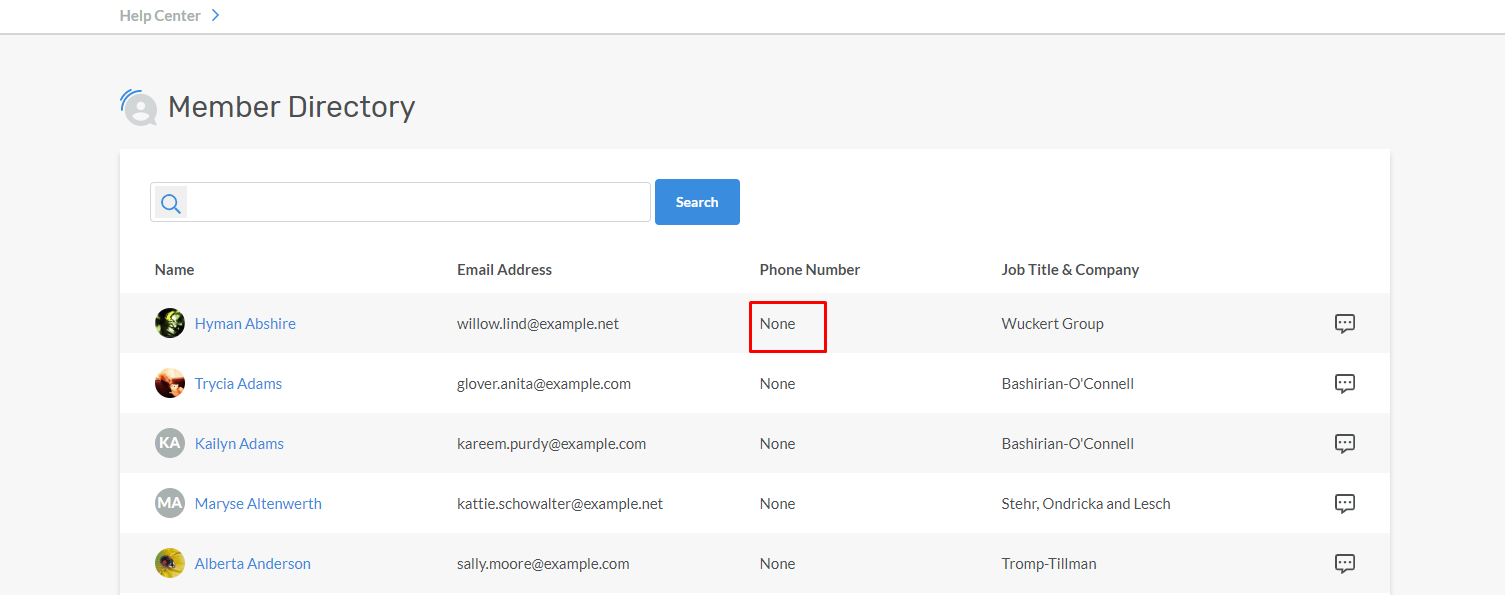 Help Center
Member Directory
Search
Name Email Address Phone Number Job Title & Company
Hyman Abshire willow.lind@example.net None Wuckert Group
Trycia Adams glover.anita@example.com None Bashirian-O'Connell
KA Kailyn Adams kareem.purdy@example.com None Bashirian-O'Connell
MA Maryse Altenwerth kattie.schowalter@example.net None Stehr, Ondricka and Lesch
Alberta Anderson sally.moore@example.com None Tromp-Tillman